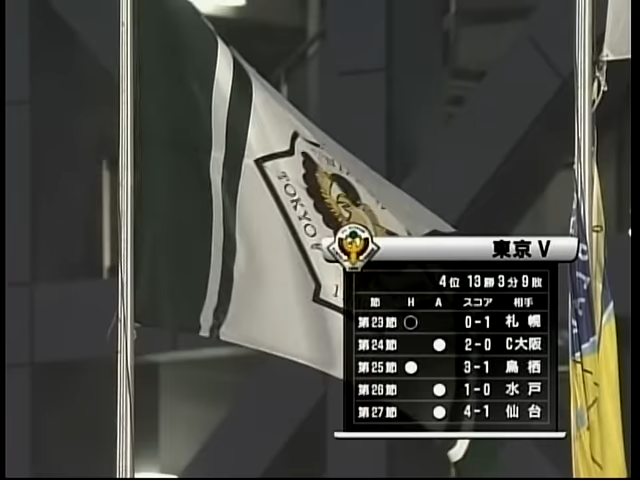 TOKYO
東京V
4位 13勝3分9敗
節 H A スコア 相手
第23節 ○ 0-1 札幌
第24節 ● 2-0 C大阪
第25節 ● 3-1 鳥栖
第26節 ● 1-0 水戸
第27節 ● 4-1 仙台